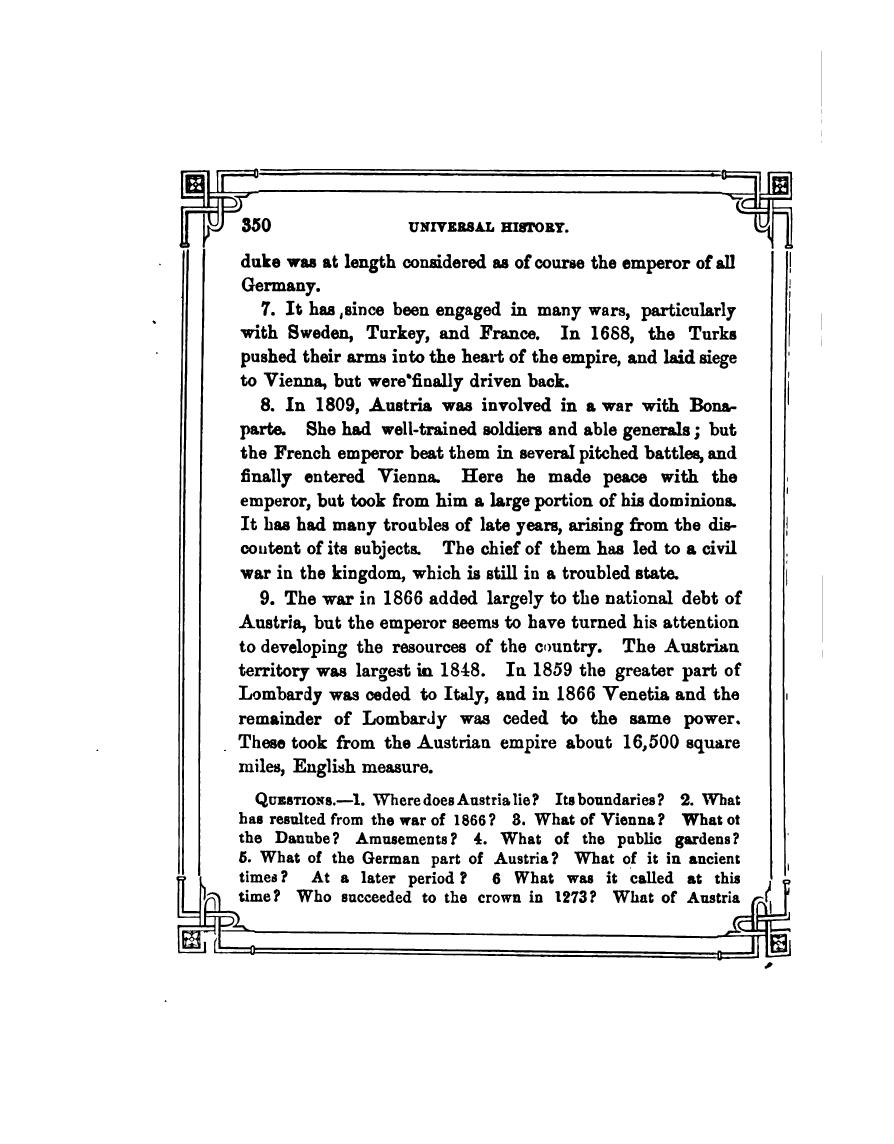 350 UNIVERSAL HISTORY.
duke was at length considered as of course the emperor of all
Germany.
7. It has since been engaged in many wars, particularly
with Sweden, Turkey, and France. In 1688, the Turks
pushed their arms into the heart of the empire, and laid siege
to Vienna, but were finally driven back.
8. In 1809, Austria was involved in a war with Bona-
parte. She had well-trained soldiers and able generals; but
the French emperor beat them in several pitched battles, and
finally entered Vienna. Here he made peace with the
emperor, but took from him a large portion of his dominions.
It has had many troubles of late years, arising from the dis-
content of its subjects. The chief of them has led to a civil
war in the kingdom, which is still in a troubled state.
9. The war in 1866 added largely to the national debt of
Austria, but the emperor seems to have turned his attention
to developing the resources of the country. The Austrian
territory was largest in 1848. In 1859 the greater part of
Lombardy was ceded to Italy, and in 1866 Venetia and the
remainder of Lombardy was ceded to the same power.
These took from the Austrian empire about 16,500 square
miles, English measure.
QUESTIONS.—1. Where does Austria lie? Its boundaries? 2. What
has resulted from the war of 1866? 3. What of Vienna? What ot
the Danube? Amusements? 4. What of the public gardens?
5. What of the German part of Austria? What of it in ancient
times? At a later period? 6 What was it called at this
time? Who succeeded to the crown in 1273? What of Austria